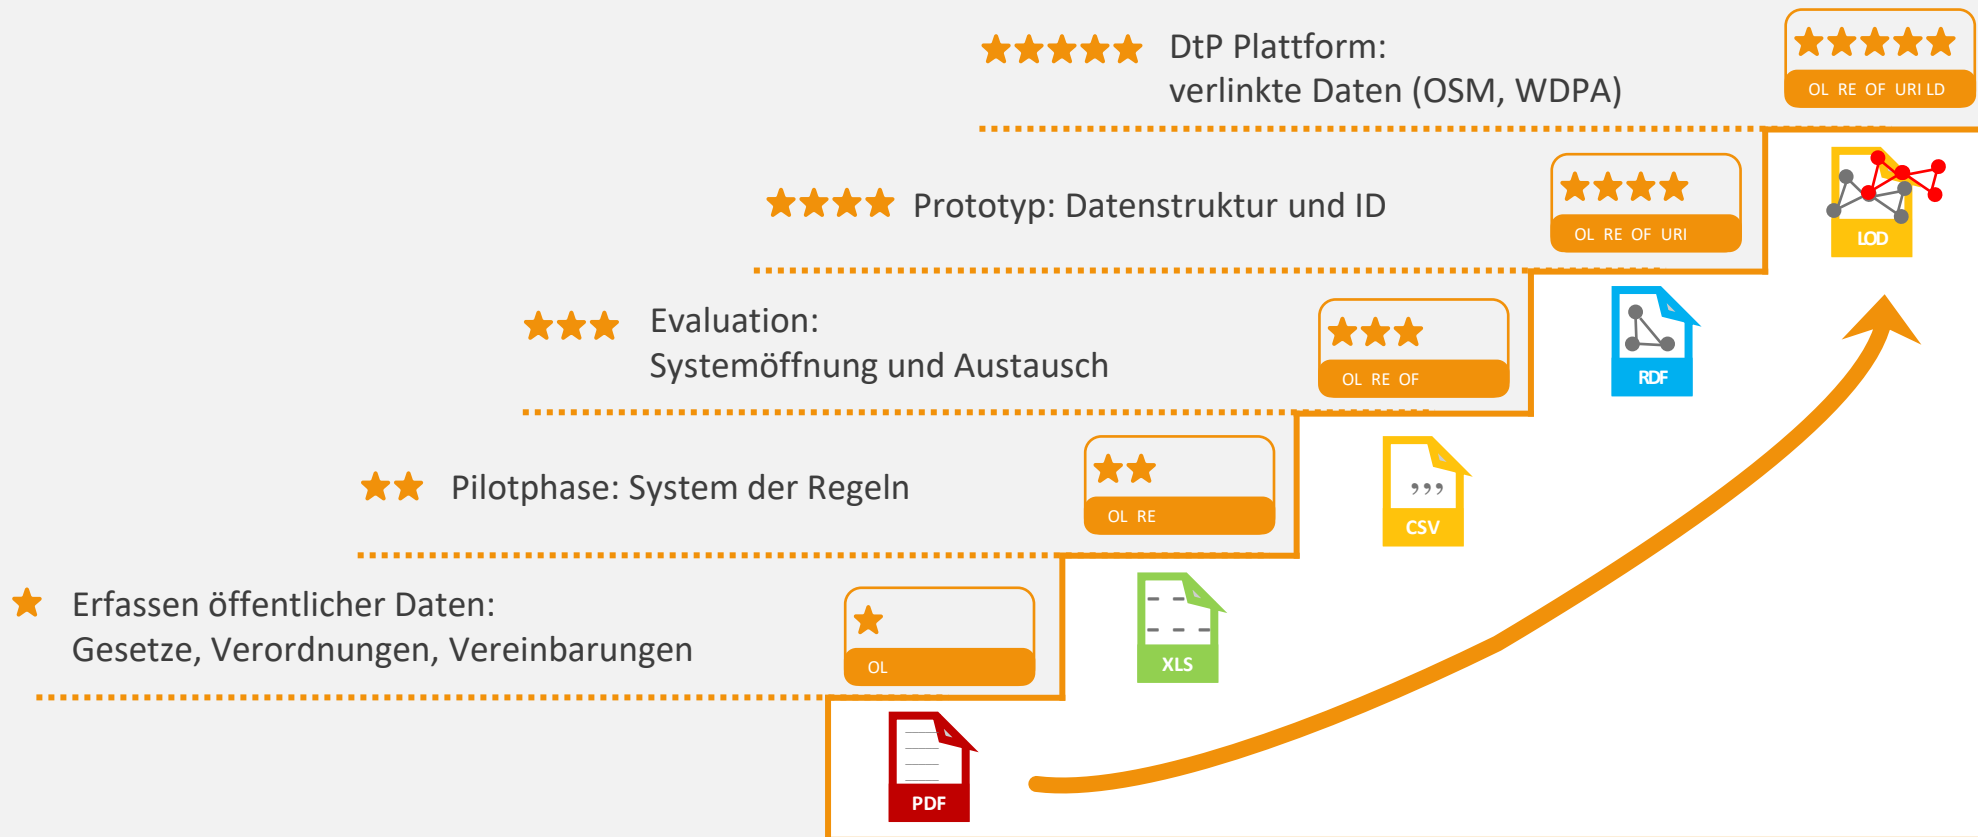 DtP Plattform:
verlinkte Daten (OSM, WDPA)
OL RE OF URI LD
LOD
Prototyp: Datenstruktur und ID
OL RE OF URI
RDF
Evaluation:
Systemöffnung und Austausch
OL RE OF
,,,
CSV
Pilotphase: System der Regeln
OL RE
XLS
Erfassen öffentlicher Daten:
Gesetze, Verordnungen, Vereinbarungen
OL
PDF